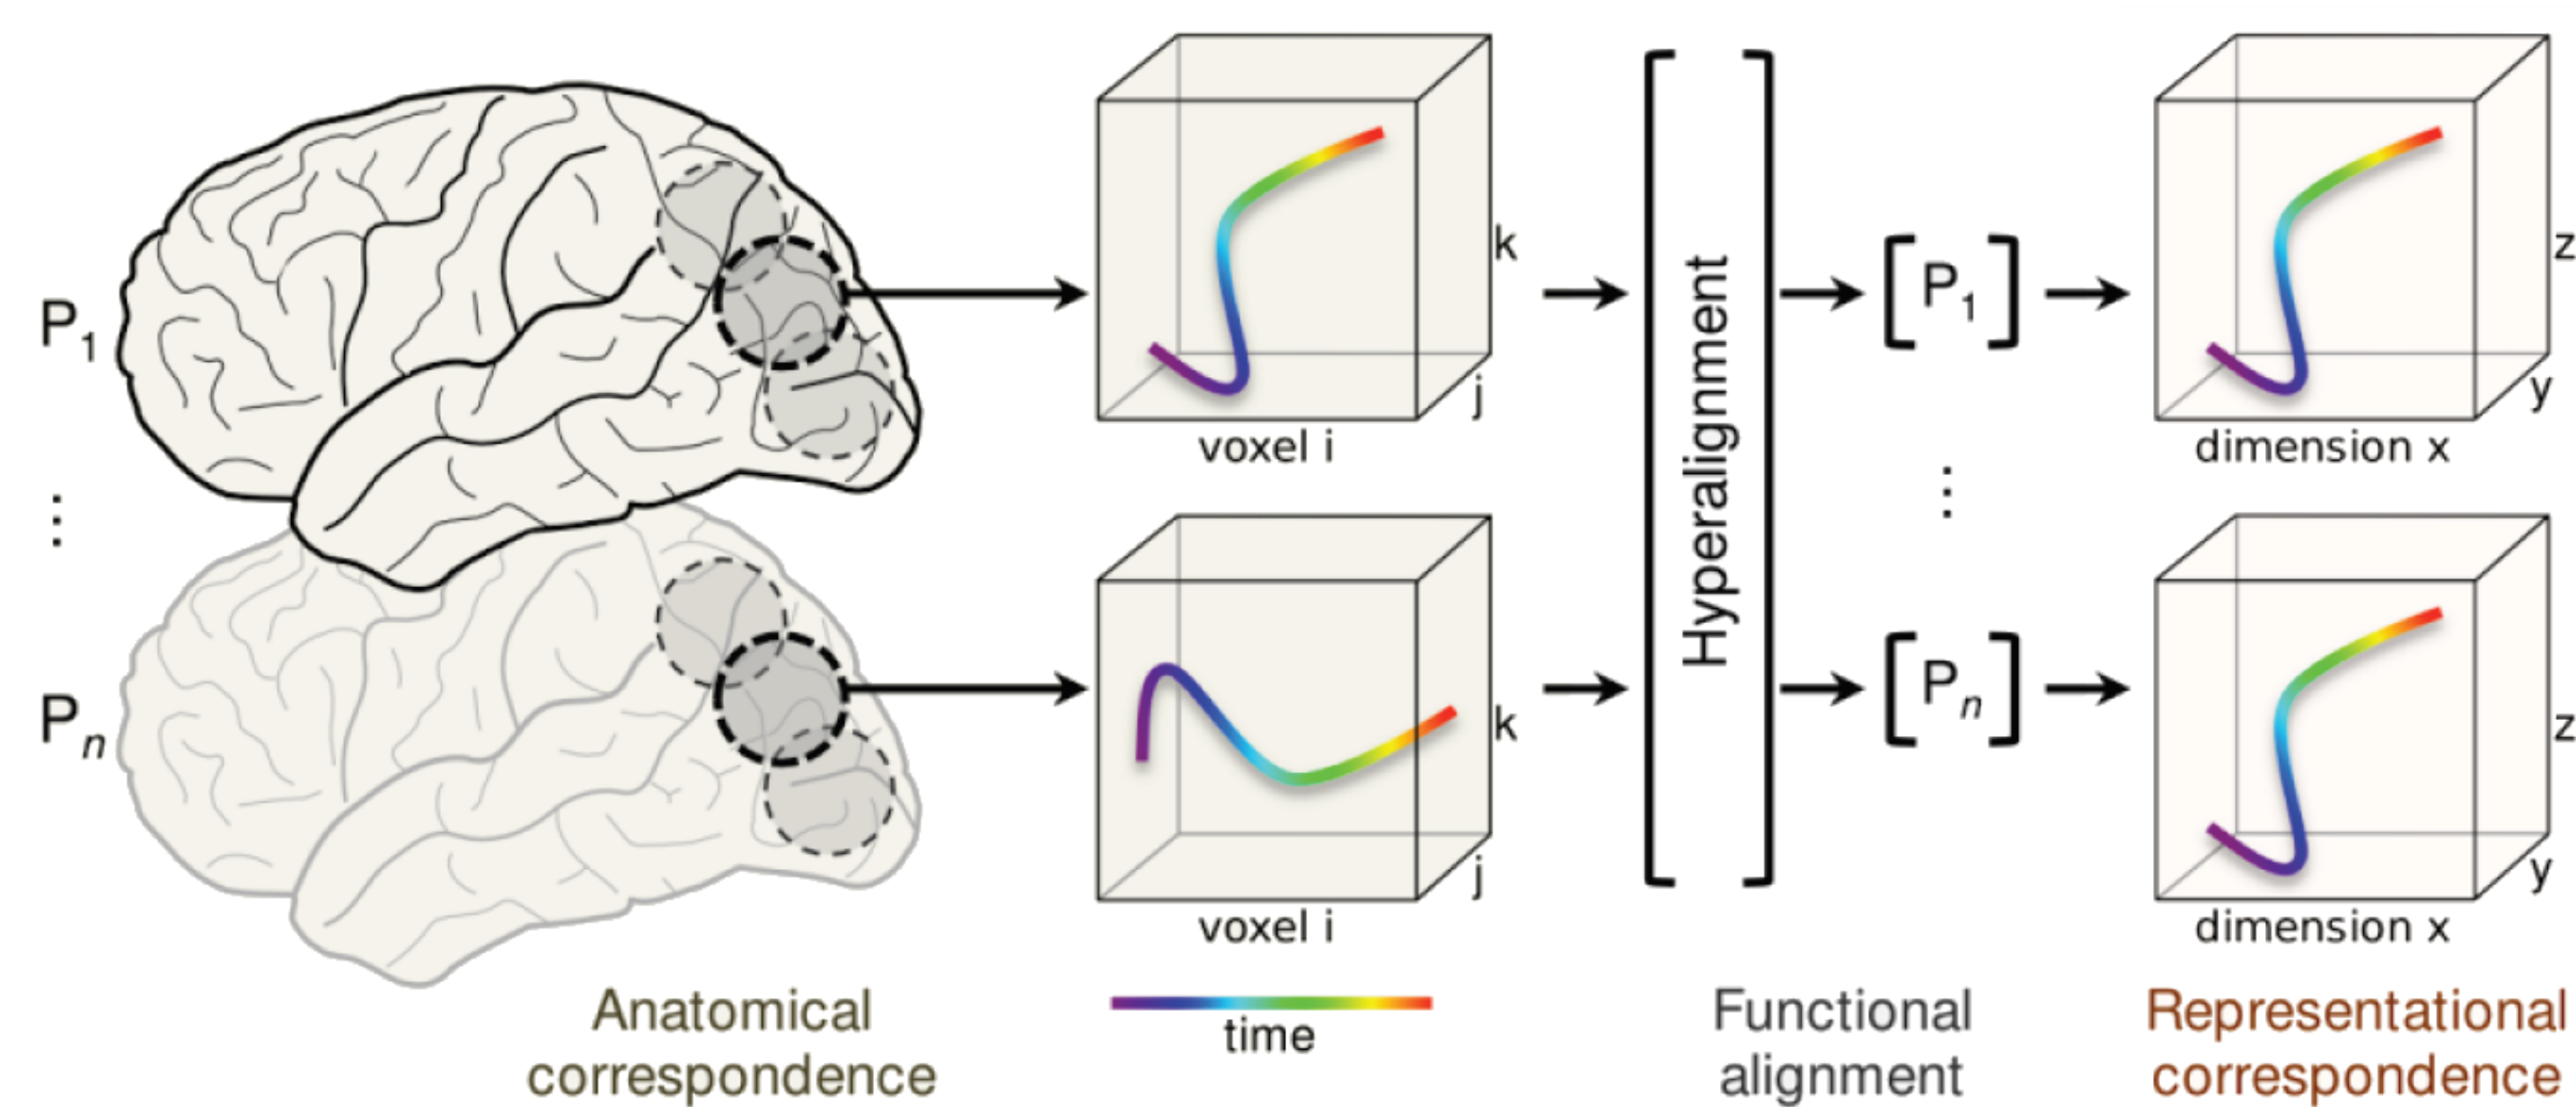 P1
⋮
Pn
k
j
voxel i
k
j
voxel i
time
Hyperalignment
[P1]
⋮
[Pn]
z
y
dimension x
z
y
dimension x
Anatomical
correspondence
Functional
alignment
Representational
correspondence